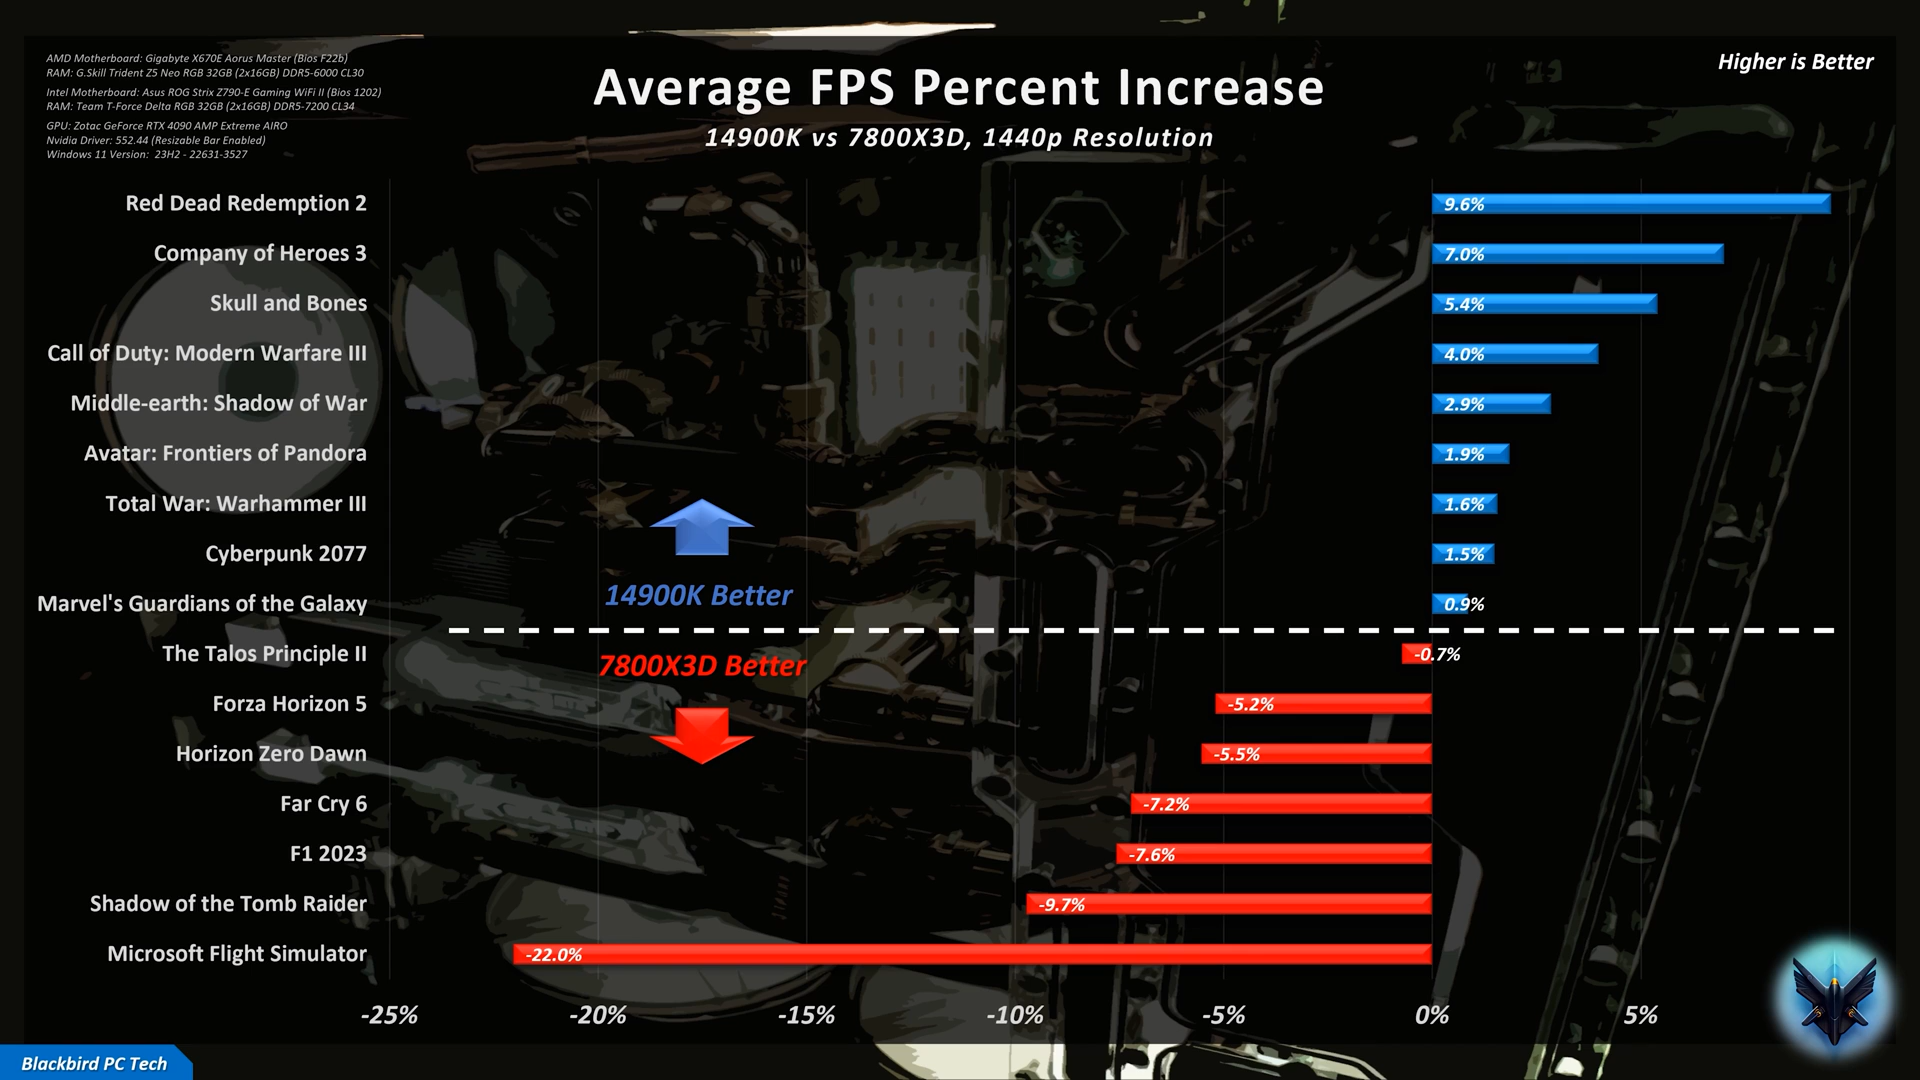 AMD Motherboard: Gigabyte X670E Aorus Master (Bios F22b)
RAM: G.Skill Trident Z5 Neo RGB 32GB (2x16GB) DDR5-6000 CL30
Intel Motherboard: Asus ROG Strix Z790-E Gaming WiFi II (Bios 1202)
RAM: Team T-Force Delta RGB 32GB (2x16GB) DDR5-7200 CL34
GPU: Zotac GeForce RTX 4090 AMP Extreme AIRO
Nvidia Driver: 552.44 (Resizable Bar Enabled)
Windows 11 Version: 23H2 - 22631-3527
Average FPS Percent Increase
14900K vs 7800X3D, 1440p Resolution
Higher is Better
Red Dead Redemption 2 9.6%
Company of Heroes 3 7.0%
Skull and Bones 5.4%
Call of Duty: Modern Warfare III 4.0%
Middle-earth: Shadow of War 2.9%
Avatar: Frontiers of Pandora 1.9%
Total War: Warhammer III 1.6%
Cyberpunk 2077 1.5%
Marvel's Guardians of the Galaxy 0.9%
14900K Better
7800X3D Better
The Talos Principle II -0.7%
Forza Horizon 5 -5.2%
Horizon Zero Dawn -5.5%
Far Cry 6 -7.2%
F1 2023 -7.6%
Shadow of the Tomb Raider -9.7%
Microsoft Flight Simulator -22.0%
-25% -20% -15% -10% -5% 0% 5%
Blackbird PC Tech